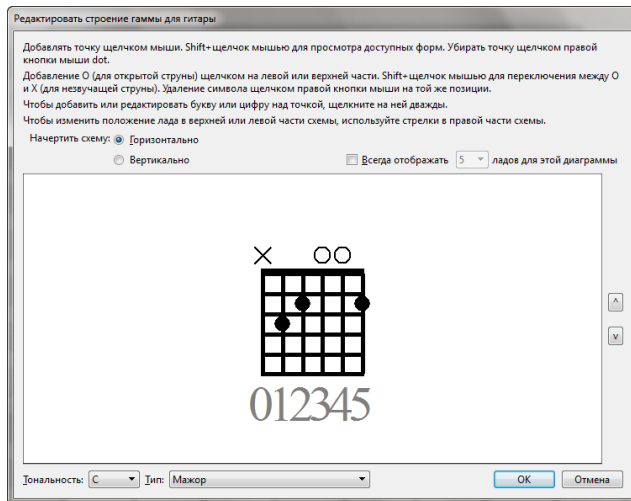 Редактировать строение гаммы для гитары
Добавлять точку щелчком мыши. Shift+щелчок мышью для просмотра доступных форм. Убирать точку щелчком правой
кнопки мыши dot.
Добавление О (для открытой струны) щелчком на левой или верхней части. Shift+щелчок мышью для переключения между О
и X (для незвучащей струны). Удаление символа щелчком правой кнопки мыши на той же позиции.
Чтобы добавить или редактировать букву или цифру над точкой, щелкните на ней дважды.
Чтобы изменить положение лада в верхней или левой части схемы, используйте стрелки в правой части схемы.
Начертить схему: Горизонтально
Вертикально Всегда отображать 5 ладов для этой диаграммы
X OO
012345
Тональность: C Тип: Мажор OK Отмена